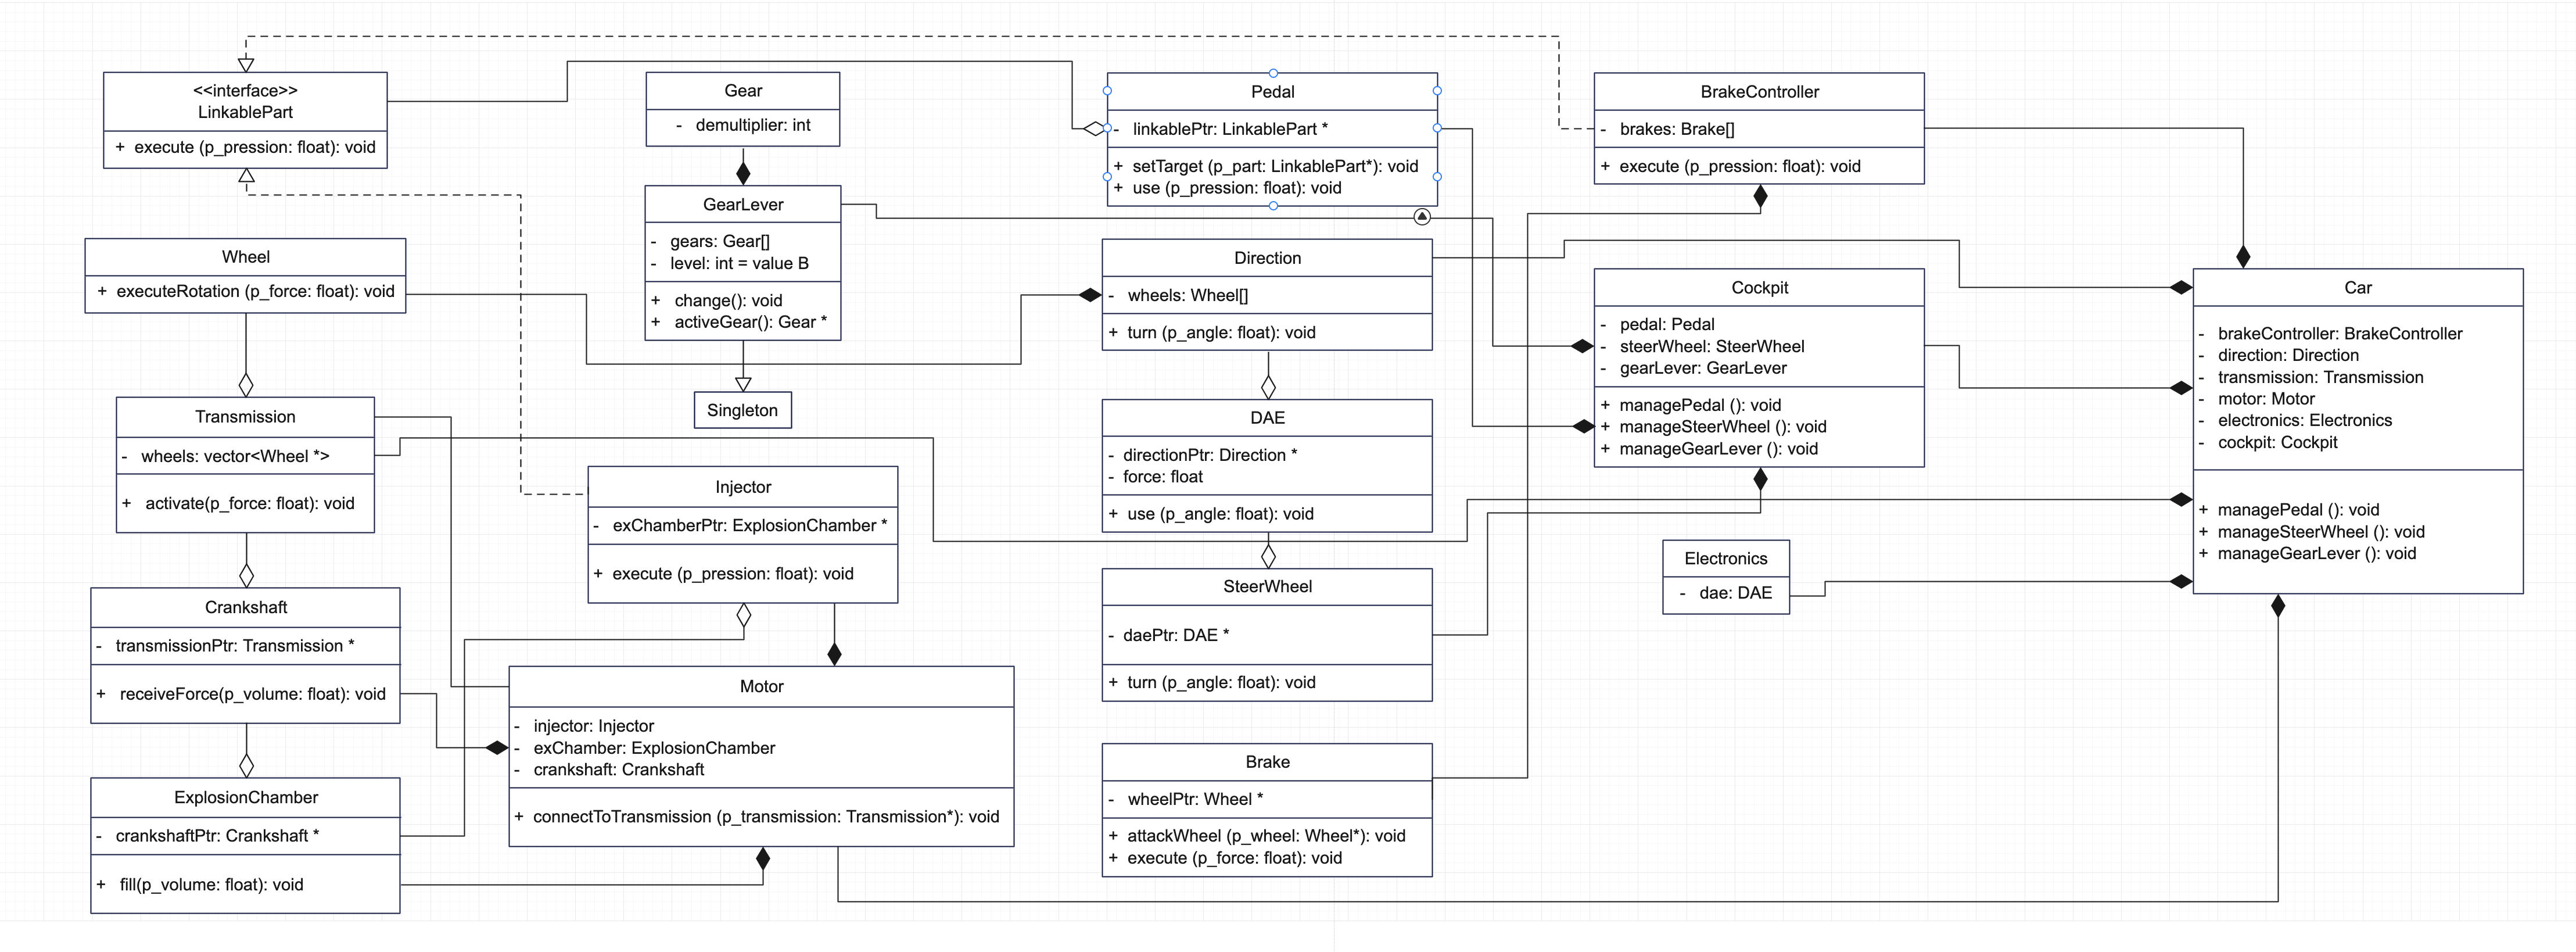 <<interface>>
LinkablePart
+ execute (p_pression: float): void
Gear
- demultiplier: int
Pedal
- linkablePtr: LinkablePart *
+ setTarget (p_part: LinkablePart*): void
+ use (p_pression: float): void
BrakeController
- brakes: Brake[]
+ execute (p_pression: float): void
GearLever
- gears: Gear[]
- level: int = value B
+ change(): void
+ activeGear(): Gear *
Wheel
+ executeRotation (p_force: float): void
Direction
- wheels: Wheel[]
+ turn (p_angle: float): void
Cockpit
- pedal: Pedal
- steerWheel: SteerWheel
- gearLever: GearLever
+ managePedal (): void
+ manageSteerWheel (): void
+ manageGearLever (): void
Car
- brakeController: BrakeController
- direction: Direction
- transmission: Transmission
- motor: Motor
- electronics: Electronics
- cockpit: Cockpit
+ managePedal (): void
+ manageSteerWheel (): void
+ manageGearLever (): void
Singleton
Transmission
- wheels: vector<Wheel *>
+ activate(p_force: float): void
DAE
- directionPtr: Direction *
- force: float
+ use (p_angle: float): void
Injector
- exChamberPtr: ExplosionChamber *
+ execute (p_pression: float): void
Electronics
- dae: DAE
Crankshaft
- transmissionPtr: Transmission *
+ receiveForce(p_volume: float): void
SteerWheel
- daePtr: DAE *
+ turn (p_angle: float): void
Motor
- injector: Injector
- exChamber: ExplosionChamber
- crankshaft: Crankshaft
+ connectToTransmission (p_transmission: Transmission*): void
Brake
- wheelPtr: Wheel *
+ attackWheel (p_wheel: Wheel*): void
+ execute (p_force: float): void
ExplosionChamber
- crankshaftPtr: Crankshaft *
+ fill(p_volume: float): void